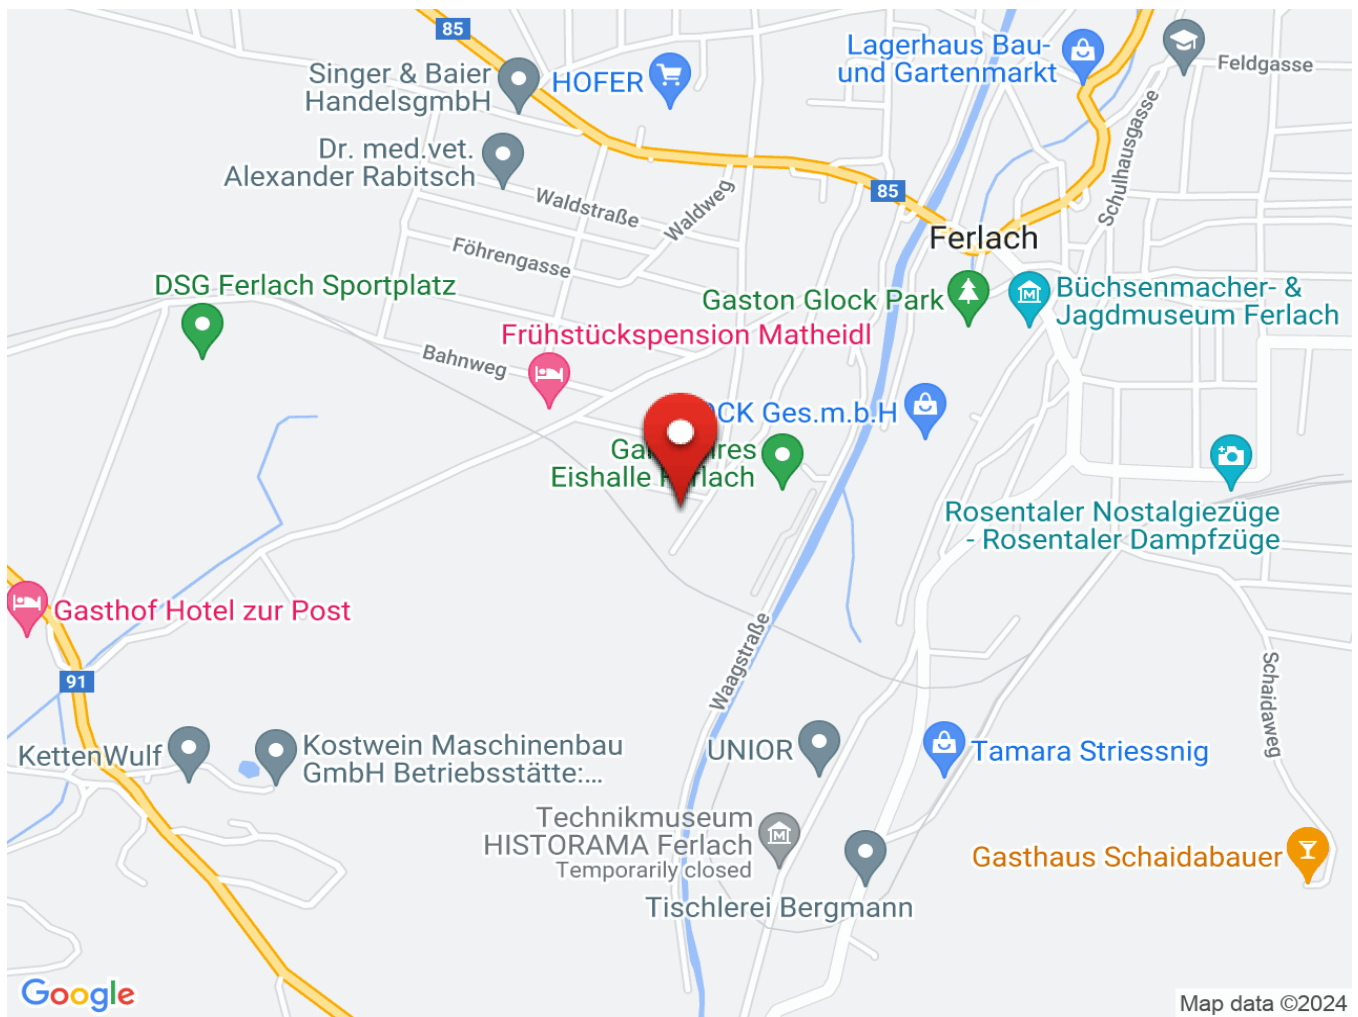 85
Lagerhaus Bau-
und Gartenmarkt
Feldgasse
Singer & Baier
HandelsgmbH
HOFER
Schulhausgasse
Dr. med.vet.
Alexander Rabitsch
Waldstraße
Waldweg
85
Ferlach
Föhrengasse
DSG Ferlach Sportplatz
Gaston Glock Park
Büchsenmacher- &
Jagdmuseum Ferlach
Frühstückspension Matheidl
Bahnweg
CK Ges.m.b.H
Eishalle
Rosentaler Nostalgiezüge
- Rosentaler Dampfzüge
Gasthof Hotel zur Post
Waagstraße
91
Schaidaweg
KettenWulf
Kostwein Maschinenbau
GmbH Betriebsstätte:...
UNIOR
Tamara Striessnig
Technikmuseum
HISTORAMA Ferlach
Temporarily closed
Gasthaus Schaidabauer
Tischlerei Bergmann
Google
Map data ©2024